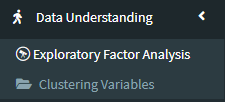 Data Understanding
Exploratory Factor Analysis
Clustering Variables